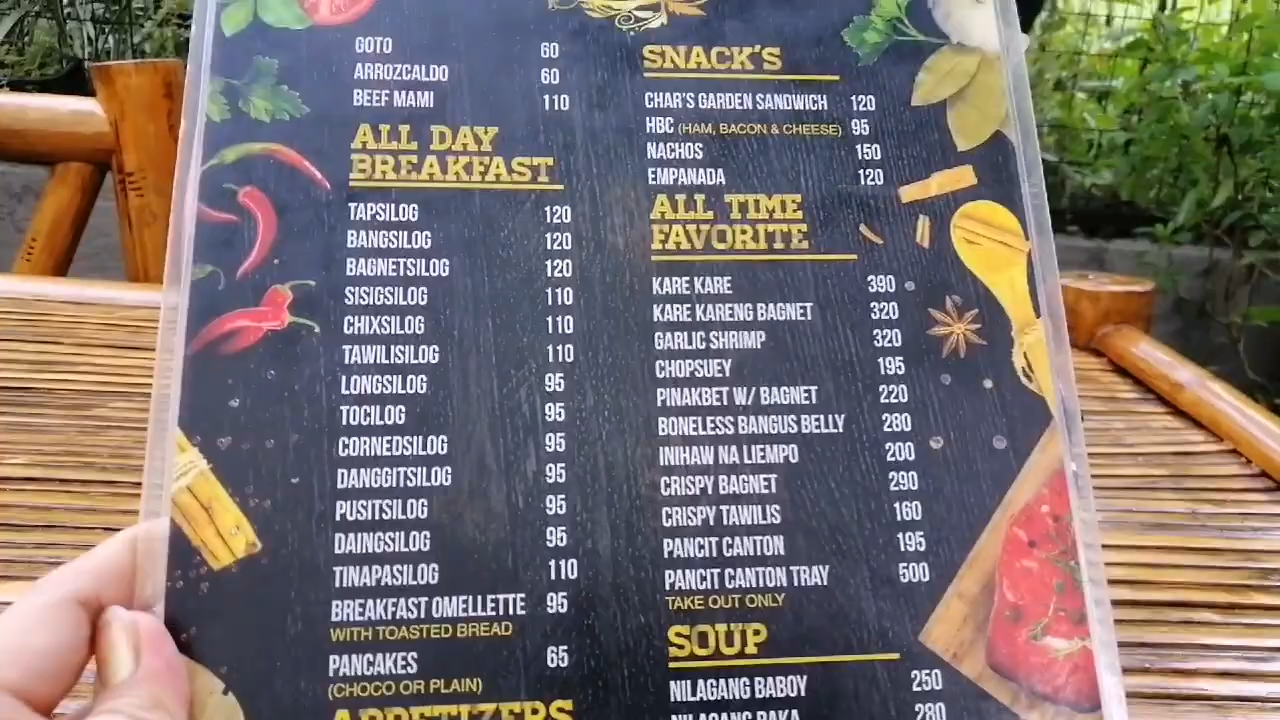 GOTO 60
ARROZCALDO 60
BEEF MAMI 110
ALL DAY
BREAKFAST
TAPSILOG 120
BANGSILOG 120
BAGNETSILOG 120
SISIGSILOG 110
CHIXSILOG 110
TAWILISILOG 110
LONGSILOG 95
TOCILOG 95
CORNEDSILOG 95
DANGGITSILOG 95
PUSITSILOG 95
DAINGSILOG 95
TINAPASILOG 110
BREAKFAST OMELLETTE 95
WITH TOASTED BREAD
PANCAKES 65
(CHOCO OR PLAIN)
APPETIZERS
SNACK'S
CHAR'S GARDEN SANDWICH 120
HBC (HAM, BACON & CHEESE) 95
NACHOS 150
EMPANADA 120
ALL TIME
FAVORITE
KARE KARE 390
KARE KARENG BAGNET 320
GARLIC SHRIMP 320
CHOPSUEY 195
PINAKBET W/ BAGNET 220
BONELESS BANGUS BELLY 280
INIHAW NA LIEMPO 200
CRISPY BAGNET 290
CRISPY TAWILIS 160
PANCIT CANTON 195
PANCIT CANTON TRAY 500
TAKE OUT ONLY
SOUP
NILAGANG BABOY 250
NILAGANG BAKA 280